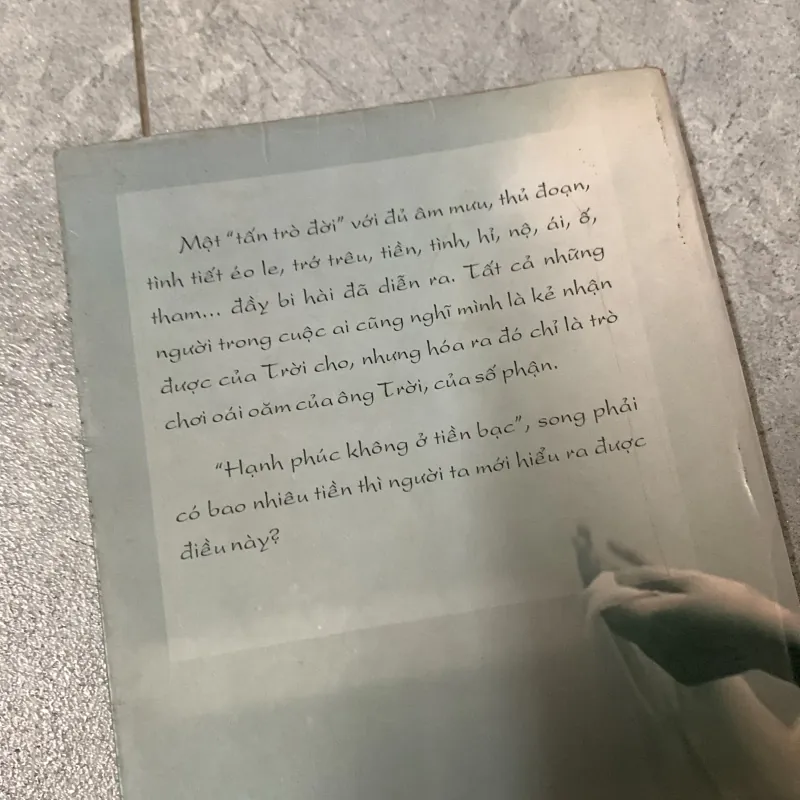 Một "tấn trò đời" với đủ âm mưu, thủ đoạn,
tình tiết éo le, trớ trêu, tiền, tình, hỉ, nộ, ái, ố,
tham... đầy bi hài đã diễn ra. Tất cả những
người trong cuộc ai cũng nghĩ mình là kẻ nhận
được của Trời cho, nhưng hóa ra đó chỉ là trò
chơi oái oăm của ông Trời, của số phận.
"Hạnh phúc không ở tiền bạc", song phải
có bao nhiêu tiền thì người ta mới hiểu ra được
điều này?